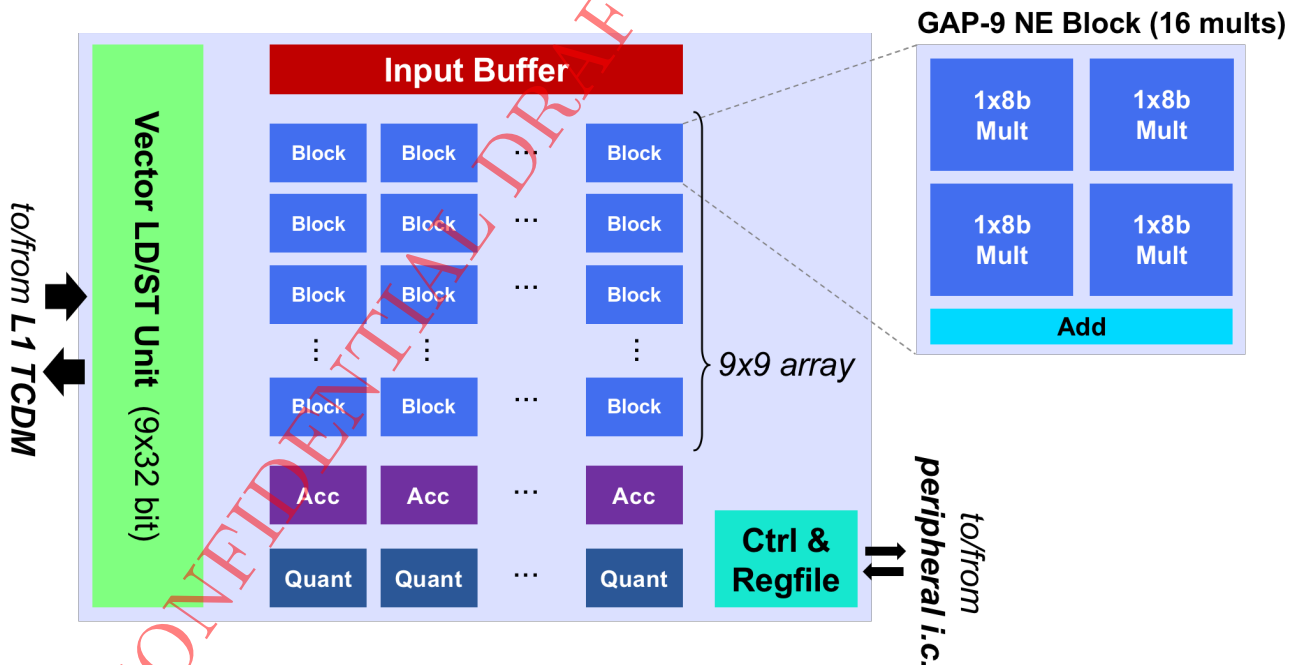 GAP-9 NE Block (16 mults)
Input Buffer
Vector LD/ST Unit (9x32 bit)
to/from L1 TCDM
Block Block ... Block
Block Block ... Block
Block Block ... Block
⋮ ⋮ ⋮
Block Block ... Block
9x9 array
Acc Acc ... Acc
Quant Quant ... Quant
1x8b
Mult
1x8b
Mult
1x8b
Mult
1x8b
Mult
Add
Ctrl &
Regfile
to/from
peripheral i.c.
CONFIDENTIAL DRAF